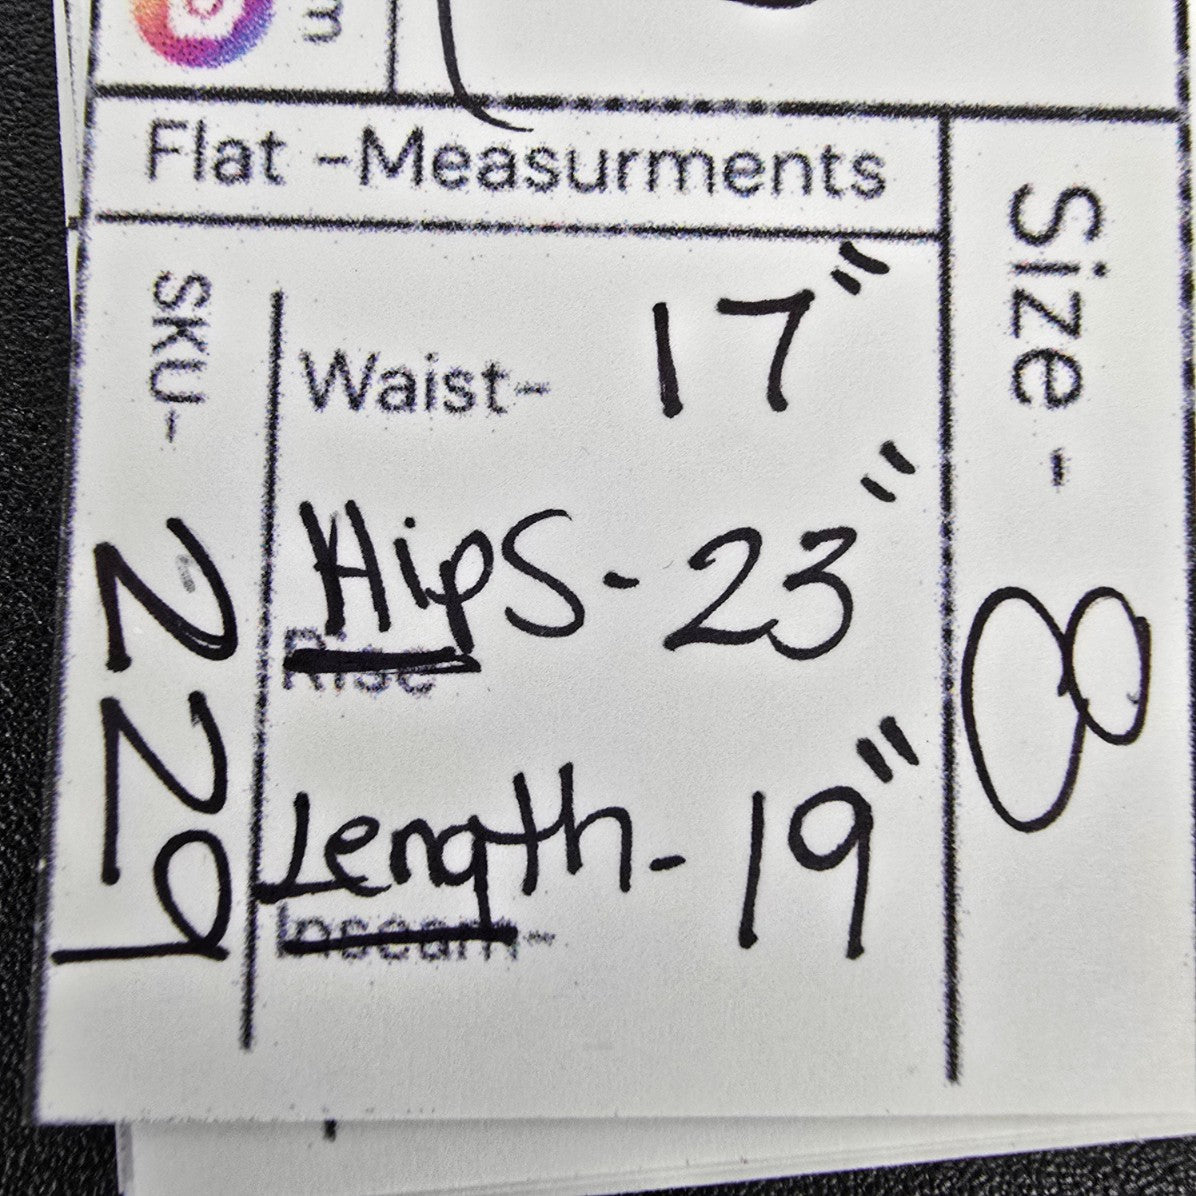 Flat -Measurments
Size - 8
SKU- 229
Waist- 17"
Hips - 23"
Rise
Length - 19"
Inseam-